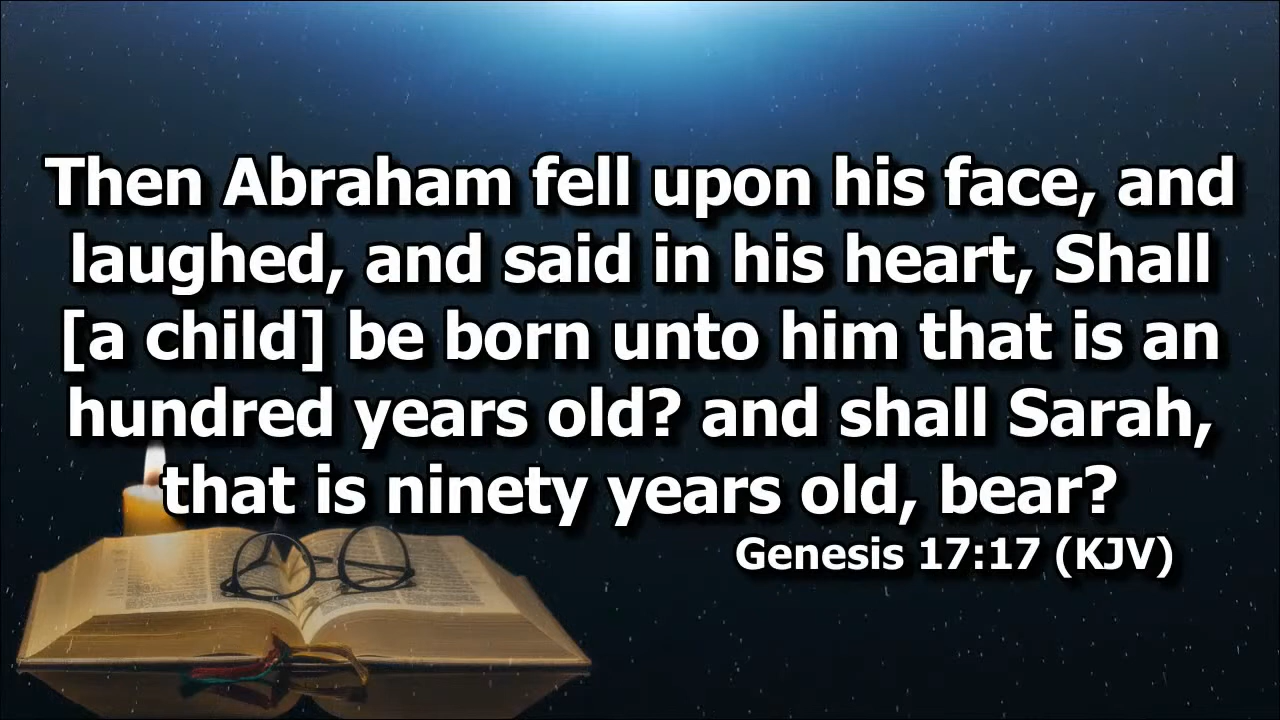 Then Abraham fell upon his face, and
laughed, and said in his heart, Shall
[a child] be born unto him that is an
hundred years old? and shall Sarah,
that is ninety years old, bear?
Genesis 17:17 (KJV)